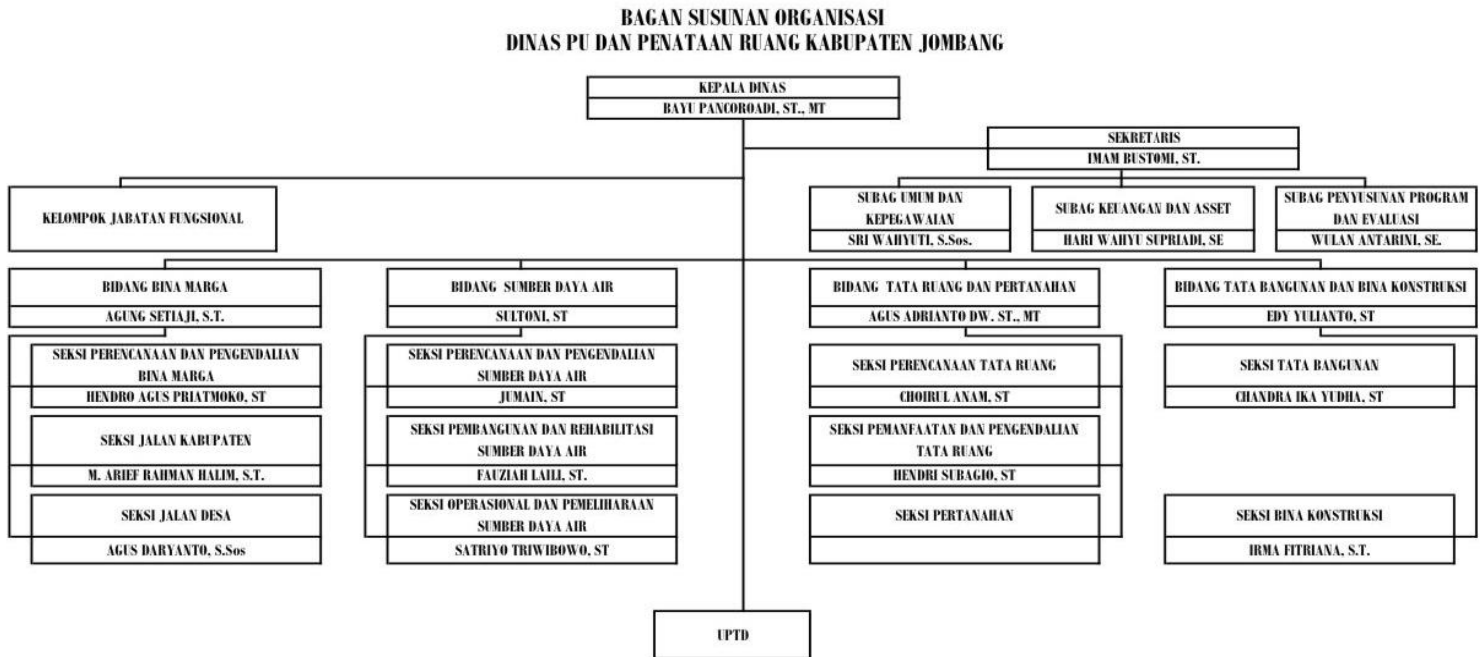 BAGAN SUSUNAN ORGANISASI
DINAS PU DAN PENATAAN RUANG KABUPATEN JOMBANG
KEPALA DINAS
BAYU PANCOROADI, ST., MT
SEKRETARIS
IMAM BUSTOMI, ST.
KELOMPOK JABATAN FUNGSIONAL
SUBAG UMUM DAN
KEPEGAWAIAN
SRI WAHYUTI, S.Sos.
SUBAG KEUANGAN DAN ASSET
HARI WAHYU SUPRIADI, SE
SUBAG PENYUSUNAN PROGRAM
DAN EVALUASI
WULAN ANTARINI, SE.
BIDANG BINA MARGA
AGUNG SETIAJI, S.T.
SEKSI PERENCANAAN DAN PENGENDALIAN
BINA MARGA
HENDRO AGUS PRIATMOKO, ST
SEKSI JALAN KABUPATEN
M. ARIEF RAHMAN HALIM, S.T.
SEKSI JALAN DESA
AGUS DARYANTO, S.Sos
BIDANG SUMBER DAYA AIR
SULTONI, ST
SEKSI PERENCANAAN DAN PENGENDALIAN
SUMBER DAYA AIR
JUMAIN, ST
SEKSI PEMBANGUNAN DAN REHABILITASI
SUMBER DAYA AIR
FAUZIAH LAILI, ST.
SEKSI OPERASIONAL DAN PEMELIHARAAN
SUMBER DAYA AIR
SATRIYO TRIWIBOWO, ST
BIDANG TATA RUANG DAN PERTANAHAN
AGUS ADRIANTO DW. ST., MT
SEKSI PERENCANAAN TATA RUANG
CHOIRUL ANAM, ST
SEKSI PEMANFAATAN DAN PENGENDALIAN
TATA RUANG
HENDRI SUBAGIO, ST
SEKSI PERTANAHAN
BIDANG TATA BANGUNAN DAN BINA KONSTRUKSI
EDY YULIANTO, ST
SEKSI TATA BANGUNAN
CHANDRA IKA YUDHA, ST
SEKSI BINA KONSTRUKSI
IRMA FITRIANA, S.T.
UPTD